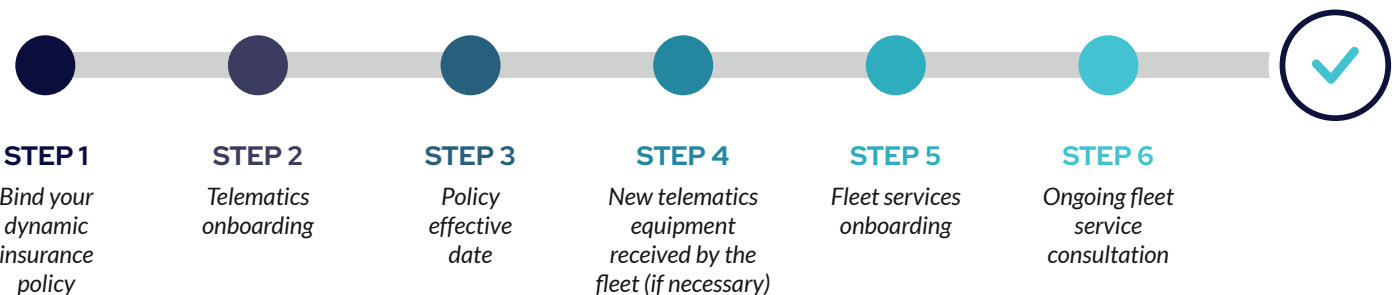 STEP 1
Bind your
dynamic
insurance
policy
STEP 2
Telematics
onboarding
STEP 3
Policy
effective
date
STEP 4
New telematics
equipment
received by the
fleet (if necessary)
STEP 5
Fleet services
onboarding
STEP 6
Ongoing fleet
service
consultation